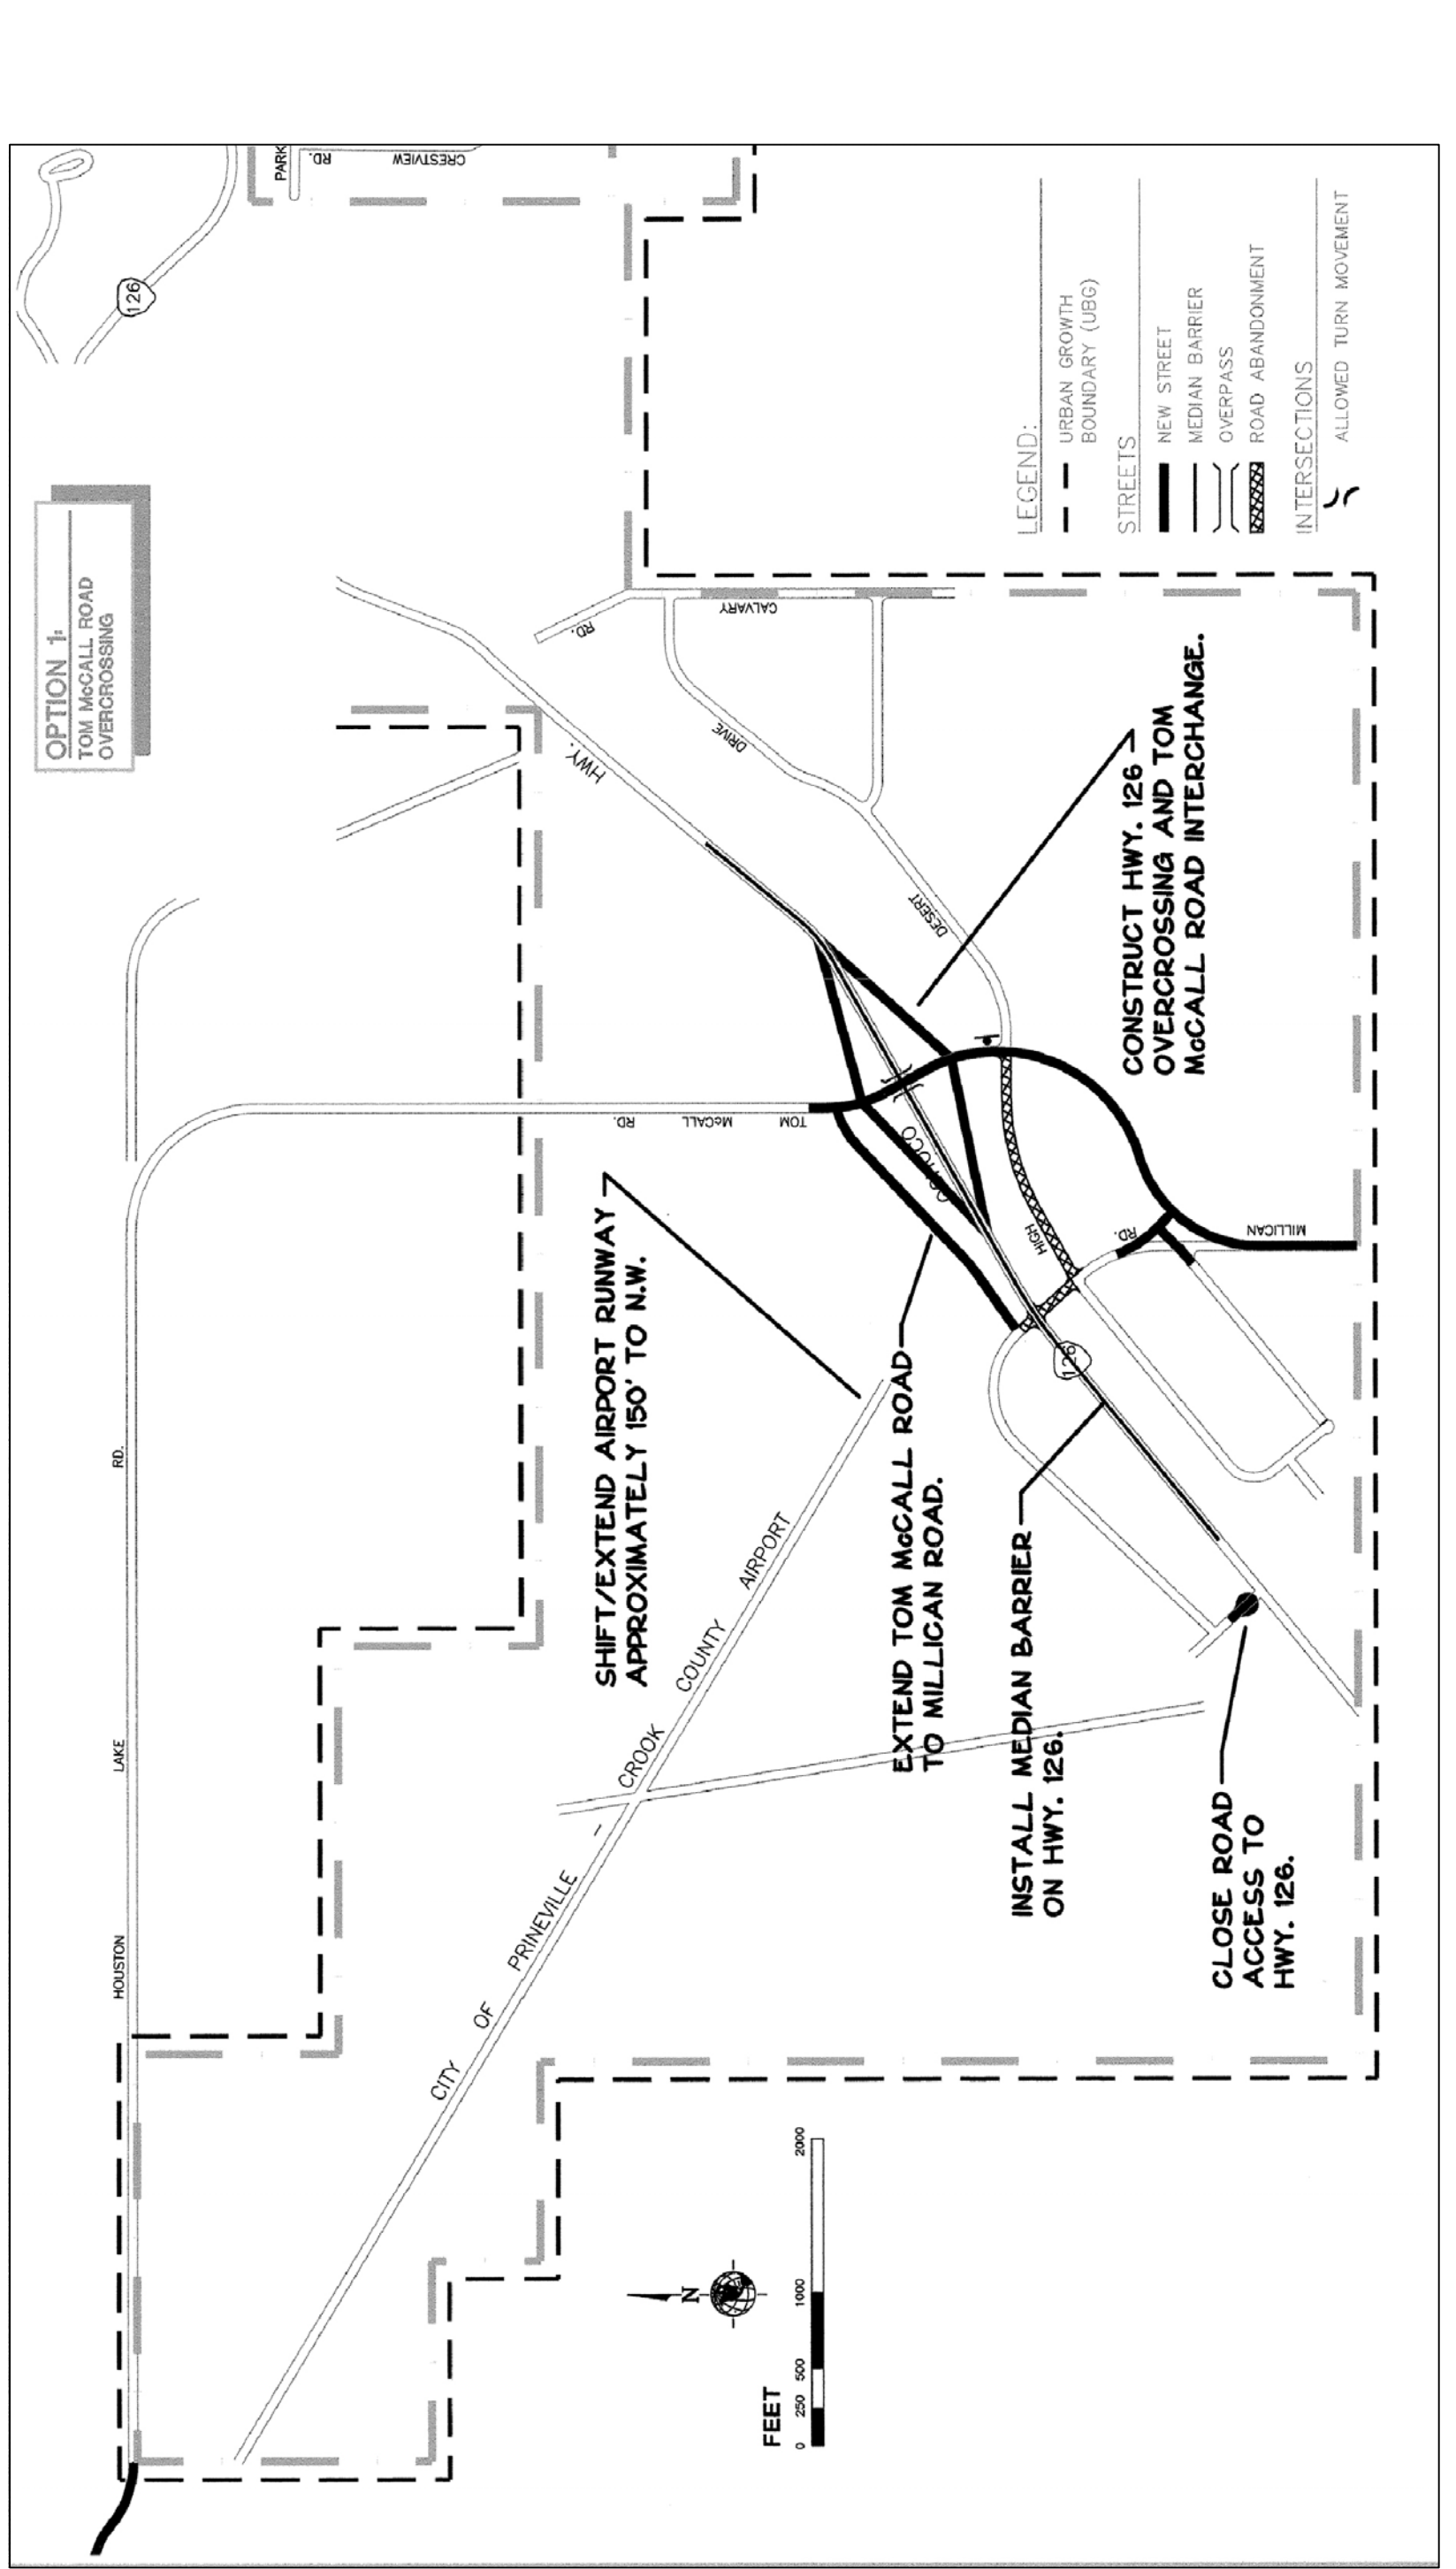 OPTION 1:
TOM McCALL ROAD
OVERCROSSING
126
PARK
RD.
CRESTVIEW
HOUSTON
LAKE
RD.
HWY.
RD.
CALVARY
DRIVE
DESERT
HIGH
TOM
McCALL
RD.
126
RD.
MILLICAN
CITY
OF
PRINEVILLE
CROOK
COUNTY
AIRPORT
SHIFT/EXTEND AIRPORT RUNWAY
APPROXIMATELY 150' TO N.W.
EXTEND TOM McCALL ROAD
TO MILLICAN ROAD.
INSTALL MEDIAN BARRIER
ON HWY. 126.
CLOSE ROAD
ACCESS TO
HWY. 126.
CONSTRUCT HWY. 126
OVERCROSSING AND TOM
McCALL ROAD INTERCHANGE.
LEGEND:
URBAN GROWTH
BOUNDARY (UBG)
STREETS
NEW STREET
MEDIAN BARRIER
OVERPASS
ROAD ABANDONMENT
INTERSECTIONS
ALLOWED TURN MOVEMENT
N
FEET
0 250 500 1000 2000